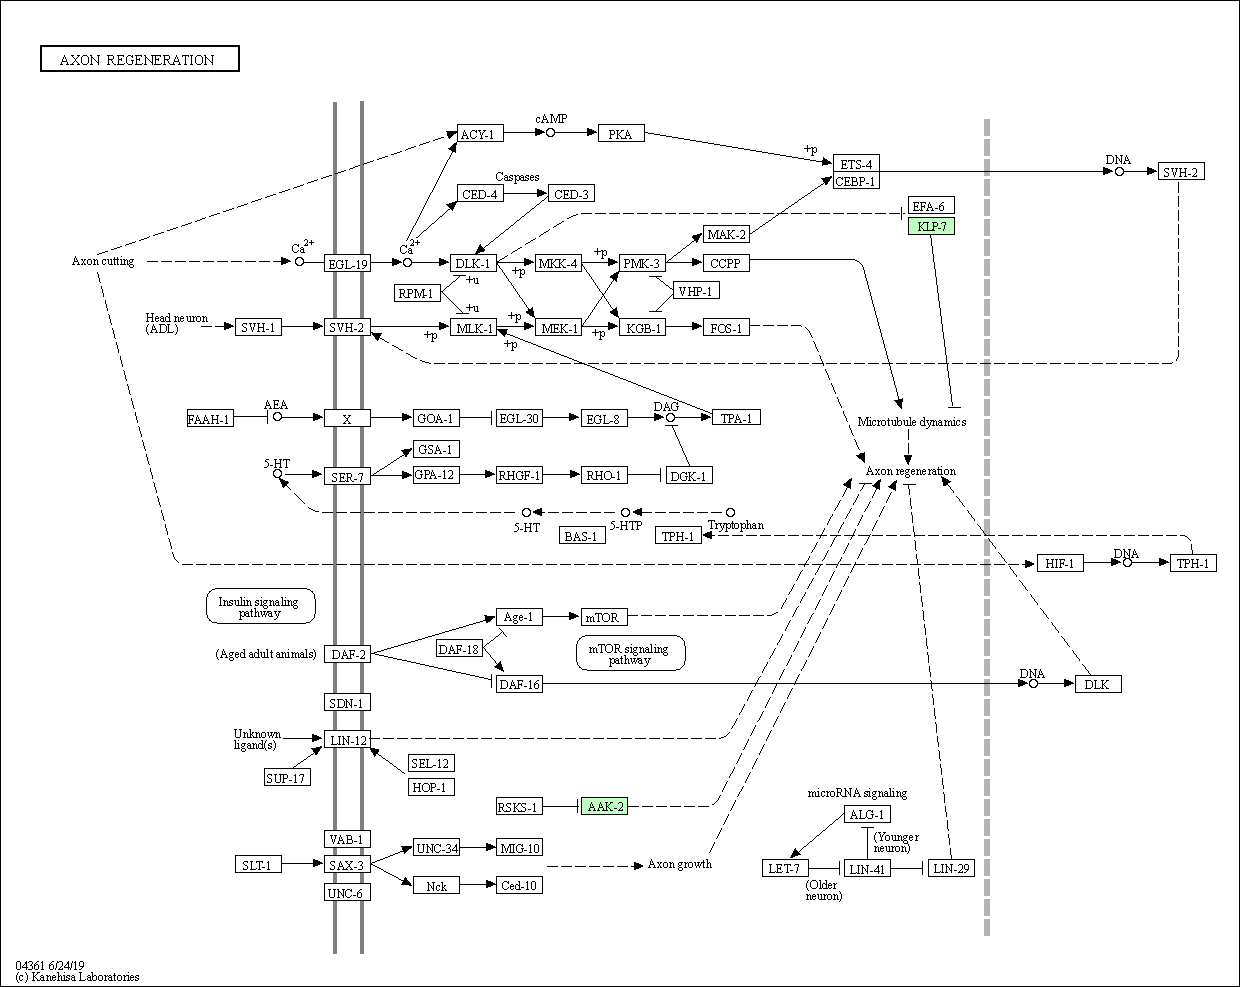 AXON REGENERATION
cAMP
ACY-1
PKA
+p
ETS-4
CEBP-1
DNA
SVH-2
Caspases
CED-4
CED-3
EFA-6
KLP-7
MAK-2
Axon cutting
Ca2+
EGL-19
Ca2+
DLK-1
+p
MKK-4
+p
PMK-3
CCPP
RPM-1
+u
+u
VHP-1
Head neuron
(ADL)
SVH-1
SVH-2
+p
MLK-1
+p
+p
MEK-1
+p
KGB-1
FOS-1
FAAH-1
AEA
X
GOA-1
EGL-30
EGL-8
DAG
TPA-1
Microtubule dynamics
GSA-1
5-HT
SER-7
GPA-12
RHGF-1
RHO-1
DGK-1
Axon regeneration
5-HT
5-HTP
Tryptophan
BAS-1
TPH-1
HIF-1
DNA
TPH-1
Insulin signaling
pathway
Age-1
mTOR
(Aged adult animals)
DAF-2
DAF-18
mTOR signaling
pathway
DAF-16
DNA
DLK
SDN-1
Unknown
ligand(s)
LIN-12
SUP-17
SEL-12
HOP-1
RSKS-1
AAK-2
microRNA signaling
ALG-1
VAB-1
UNC-34
MIG-10
(Younger
neuron)
SLT-1
SAX-3
Axon growth
LET-7
LIN-41
LIN-29
UNC-6
Nck
Ced-10
(Older
neuron)
04361 6/24/19
(c) Kanehisa Laboratories